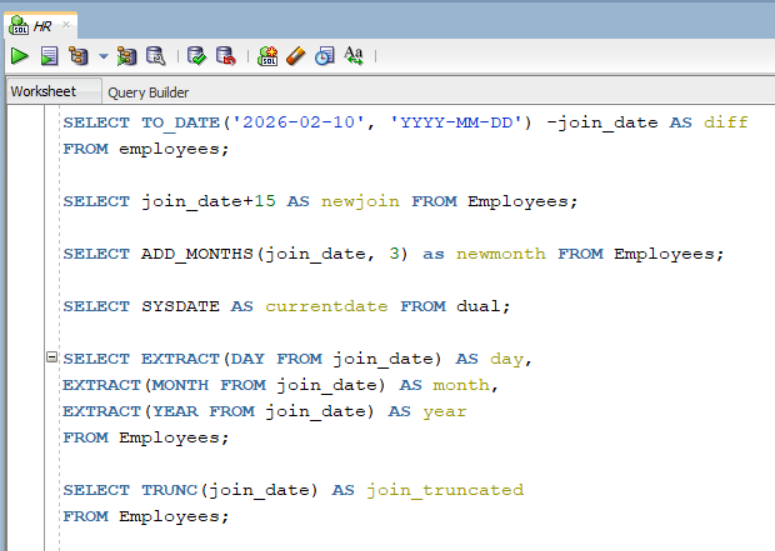 HR
Worksheet Query Builder
SELECT TO_DATE('2026-02-10', 'YYYY-MM-DD') -join_date AS diff
FROM employees;
SELECT join_date+15 AS newjoin FROM Employees;
SELECT ADD_MONTHS(join_date, 3) as newmonth FROM Employees;
SELECT SYSDATE AS currentdate FROM dual;
SELECT EXTRACT(DAY FROM join_date) AS day,
EXTRACT(MONTH FROM join_date) AS month,
EXTRACT(YEAR FROM join_date) AS year
FROM Employees;
SELECT TRUNC(join_date) AS join_truncated
FROM Employees;